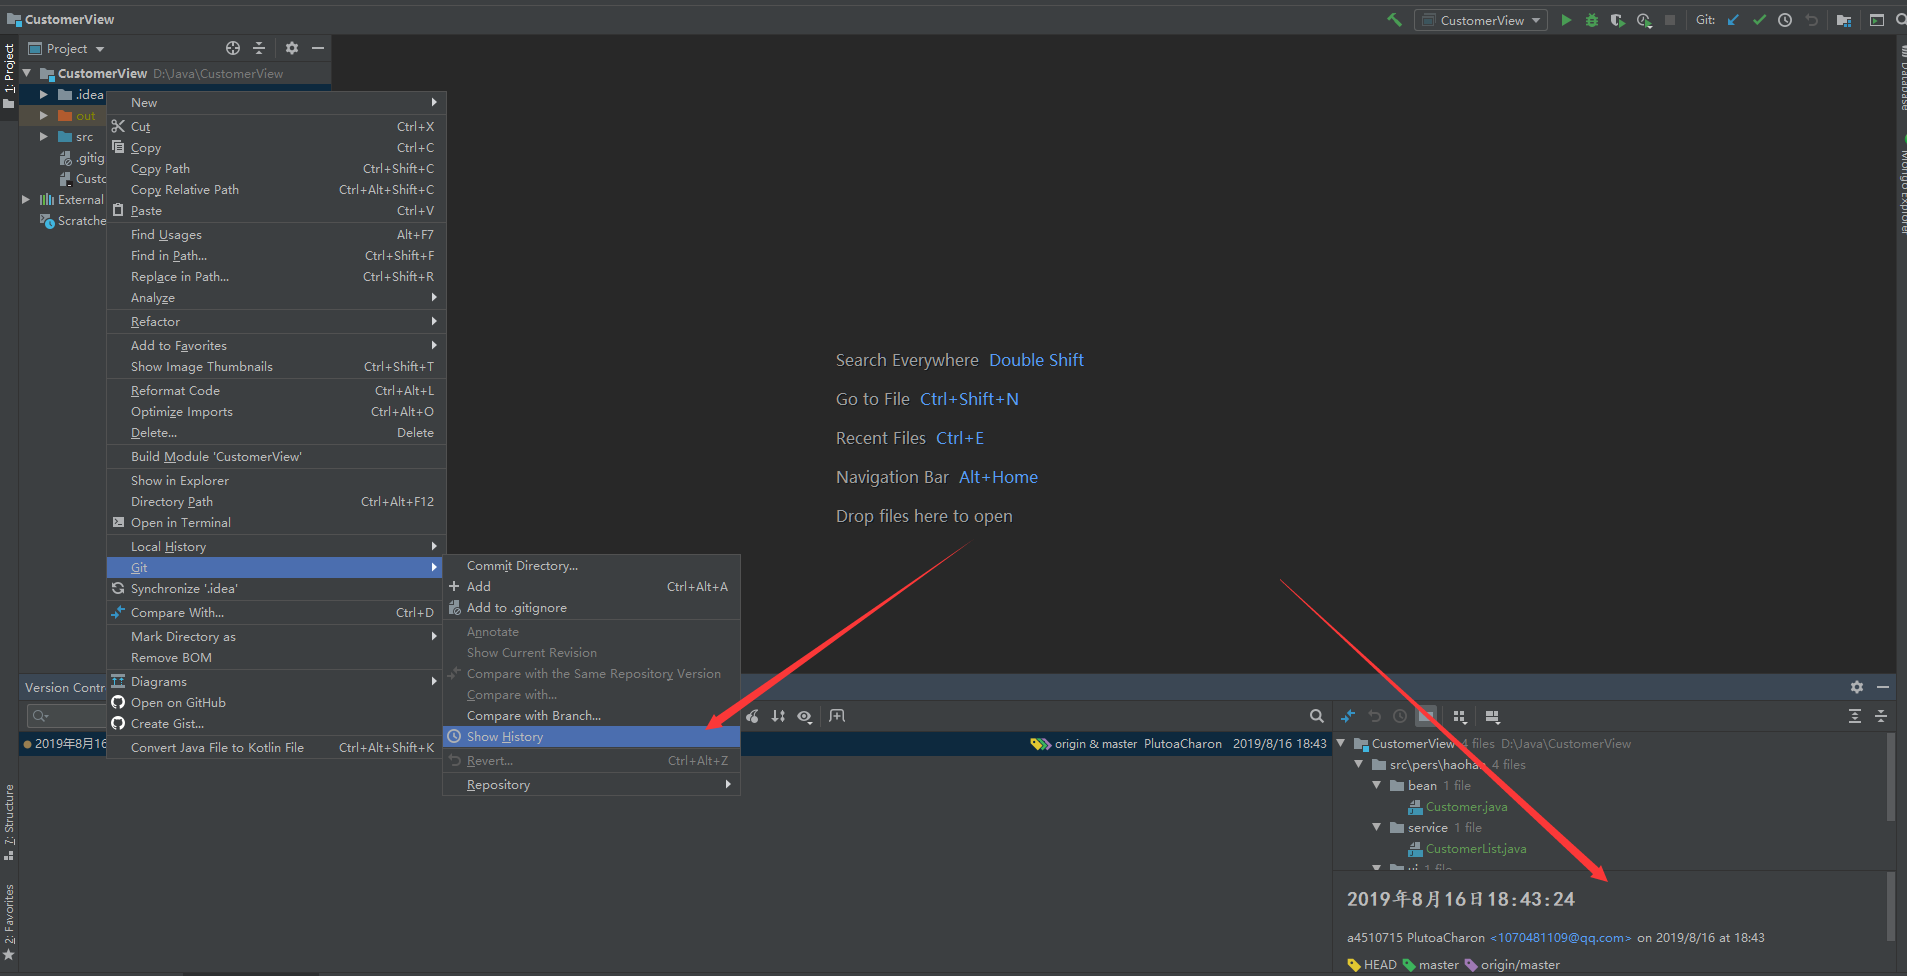 CustomerView
CustomerView
Git:
1: Project
Project
CustomerView D:\Java\CustomerView
.idea
out
src
.gitig
Custo
External
Scratche
New
Cut Ctrl+X
Copy Ctrl+C
Copy Path Ctrl+Shift+C
Copy Relative Path Ctrl+Alt+Shift+C
Paste Ctrl+V
Find Usages Alt+F7
Find in Path... Ctrl+Shift+F
Replace in Path... Ctrl+Shift+R
Analyze
Refactor
Add to Favorites
Show Image Thumbnails Ctrl+Shift+T
Reformat Code Ctrl+Alt+L
Optimize Imports Ctrl+Alt+O
Delete... Delete
Build Module 'CustomerView'
Show in Explorer
Directory Path Ctrl+Alt+F12
Open in Terminal
Local History
Git
Synchronize '.idea'
Compare With... Ctrl+D
Mark Directory as
Remove BOM
Diagrams
Open on GitHub
Create Gist...
Convert Java File to Kotlin File Ctrl+Alt+Shift+K
Commit Directory...
Add Ctrl+Alt+A
Add to .gitignore
Annotate
Show Current Revision
Compare with the Same Repository Version
Compare with...
Compare with Branch...
Show History
Revert... Ctrl+Alt+Z
Repository
Search Everywhere Double Shift
Go to File Ctrl+Shift+N
Recent Files Ctrl+E
Navigation Bar Alt+Home
Drop files here to open
Database
Mongo Explorer
Version Contr
2019年8月16
origin & master PlutoaCharon 2019/8/16 18:43
CustomerView 4 files D:\Java\CustomerView
src\pers\haohao 4 files
bean 1 file
Customer.java
service 1 file
CustomerList.java
ui 1 file
2019年8月16日18:43:24
a4510715 PlutoaCharon <1070481109@qq.com> on 2019/8/16 at 18:43
HEAD master origin/master
7: Structure
2: Favorites